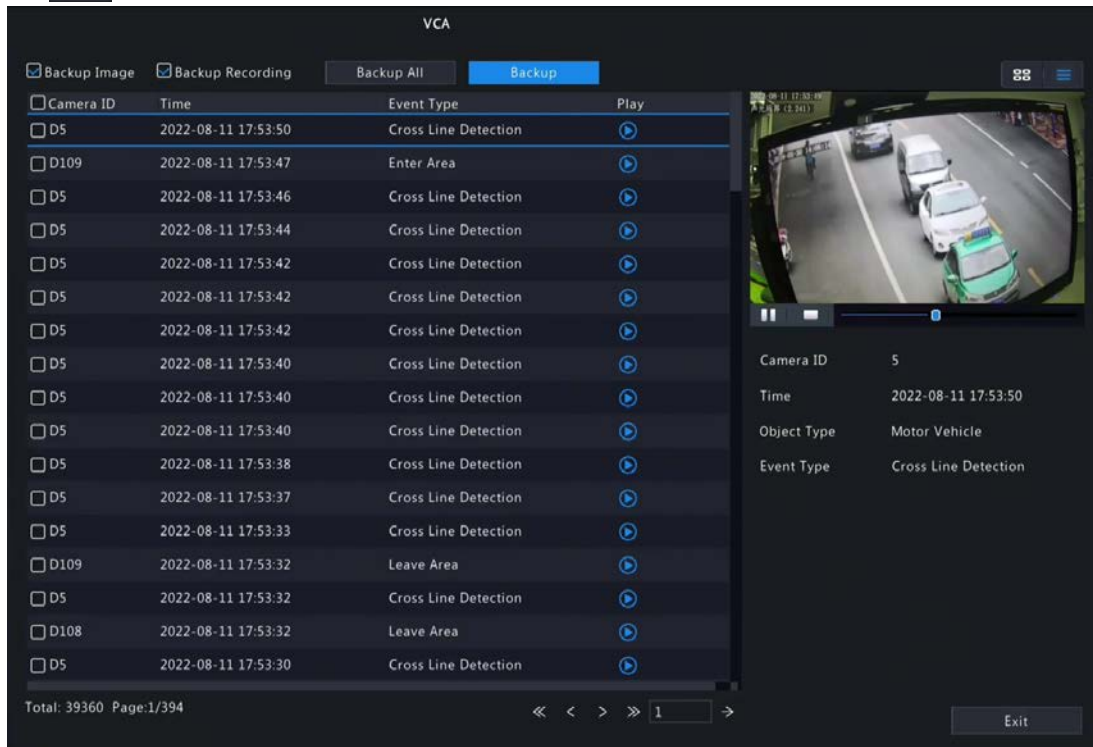 VCA
Backup Image Backup Recording Backup All Backup
Camera ID Time Event Type Play
D5 2022-08-11 17:53:50 Cross Line Detection
D109 2022-08-11 17:53:47 Enter Area
D5 2022-08-11 17:53:46 Cross Line Detection
D5 2022-08-11 17:53:44 Cross Line Detection
D5 2022-08-11 17:53:42 Cross Line Detection
D5 2022-08-11 17:53:42 Cross Line Detection
D5 2022-08-11 17:53:42 Cross Line Detection
D5 2022-08-11 17:53:40 Cross Line Detection
D5 2022-08-11 17:53:40 Cross Line Detection
D5 2022-08-11 17:53:40 Cross Line Detection
D5 2022-08-11 17:53:38 Cross Line Detection
D5 2022-08-11 17:53:37 Cross Line Detection
D5 2022-08-11 17:53:33 Cross Line Detection
D109 2022-08-11 17:53:32 Leave Area
D5 2022-08-11 17:53:32 Cross Line Detection
D108 2022-08-11 17:53:32 Leave Area
D5 2022-08-11 17:53:30 Cross Line Detection
Total: 39360 Page:1/394
1
(2.241)
Camera ID 5
Time 2022-08-11 17:53:50
Object Type Motor Vehicle
Event Type Cross Line Detection
Exit